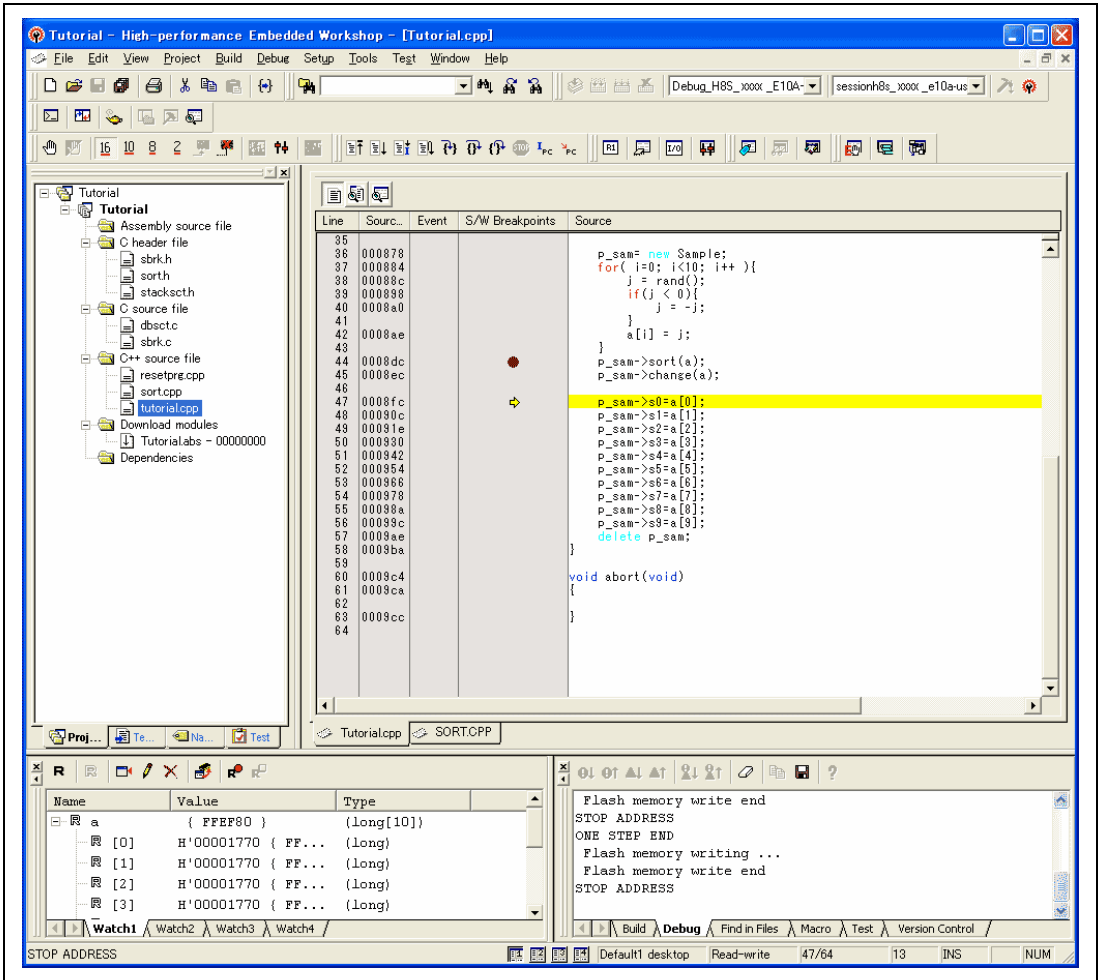 Tutorial - High-performance Embedded Workshop - [Tutorial.cpp]
File Edit View Project Build Debug Setup Tools Test Window Help
Debug_H8S_xxxx_E10A- sessionh8s_xxxx_e10a-us
16 10 8 2
Tutorial
Tutorial
Assembly source file
C header file
sbrk.h
sort.h
stacksct.h
C source file
dbsct.c
sbrk.c
C++ source file
resetprg.cpp
sort.cpp
tutorial.cpp
Download modules
Tutorial.abs - 00000000
Dependencies
Proj... Te... Na... Test
Line Sourc... Event S/W Breakpoints Source
35
36 000878 p_sam= new Sample;
37 000884 for( i=0; i<10; i++ ){
38 00088c j = rand();
39 000898 if(j < 0){
40 0008a0 j = -j;
41 }
42 0008ae a[i] = j;
43 }
44 0008dc p_sam->sort(a);
45 0008ec p_sam->change(a);
46
47 0008fc p_sam->s0=a[0];
48 00090c p_sam->s1=a[1];
49 00091e p_sam->s2=a[2];
50 000930 p_sam->s3=a[3];
51 000942 p_sam->s4=a[4];
52 000954 p_sam->s5=a[5];
53 000966 p_sam->s6=a[6];
54 000978 p_sam->s7=a[7];
55 00098a p_sam->s8=a[8];
56 00099c p_sam->s9=a[9];
57 0009ae delete p_sam;
58 0009ba }
59
60 0009c4 void abort(void)
61 0009ca {
62
63 0009cc }
64
Tutorial.cpp SORT.CPP
Name Value Type
R a { FFEF80 } (long[10])
R [0] H'00001770 { FF... (long)
R [1] H'00001770 { FF... (long)
R [2] H'00001770 { FF... (long)
R [3] H'00001770 { FF... (long)
Watch1 Watch2 Watch3 Watch4
Flash memory write end
STOP ADDRESS
ONE STEP END
Flash memory writing ...
Flash memory write end
STOP ADDRESS
Build Debug Find in Files Macro Test Version Control
STOP ADDRESS Default1 desktop Read-write 47/64 13 INS NUM